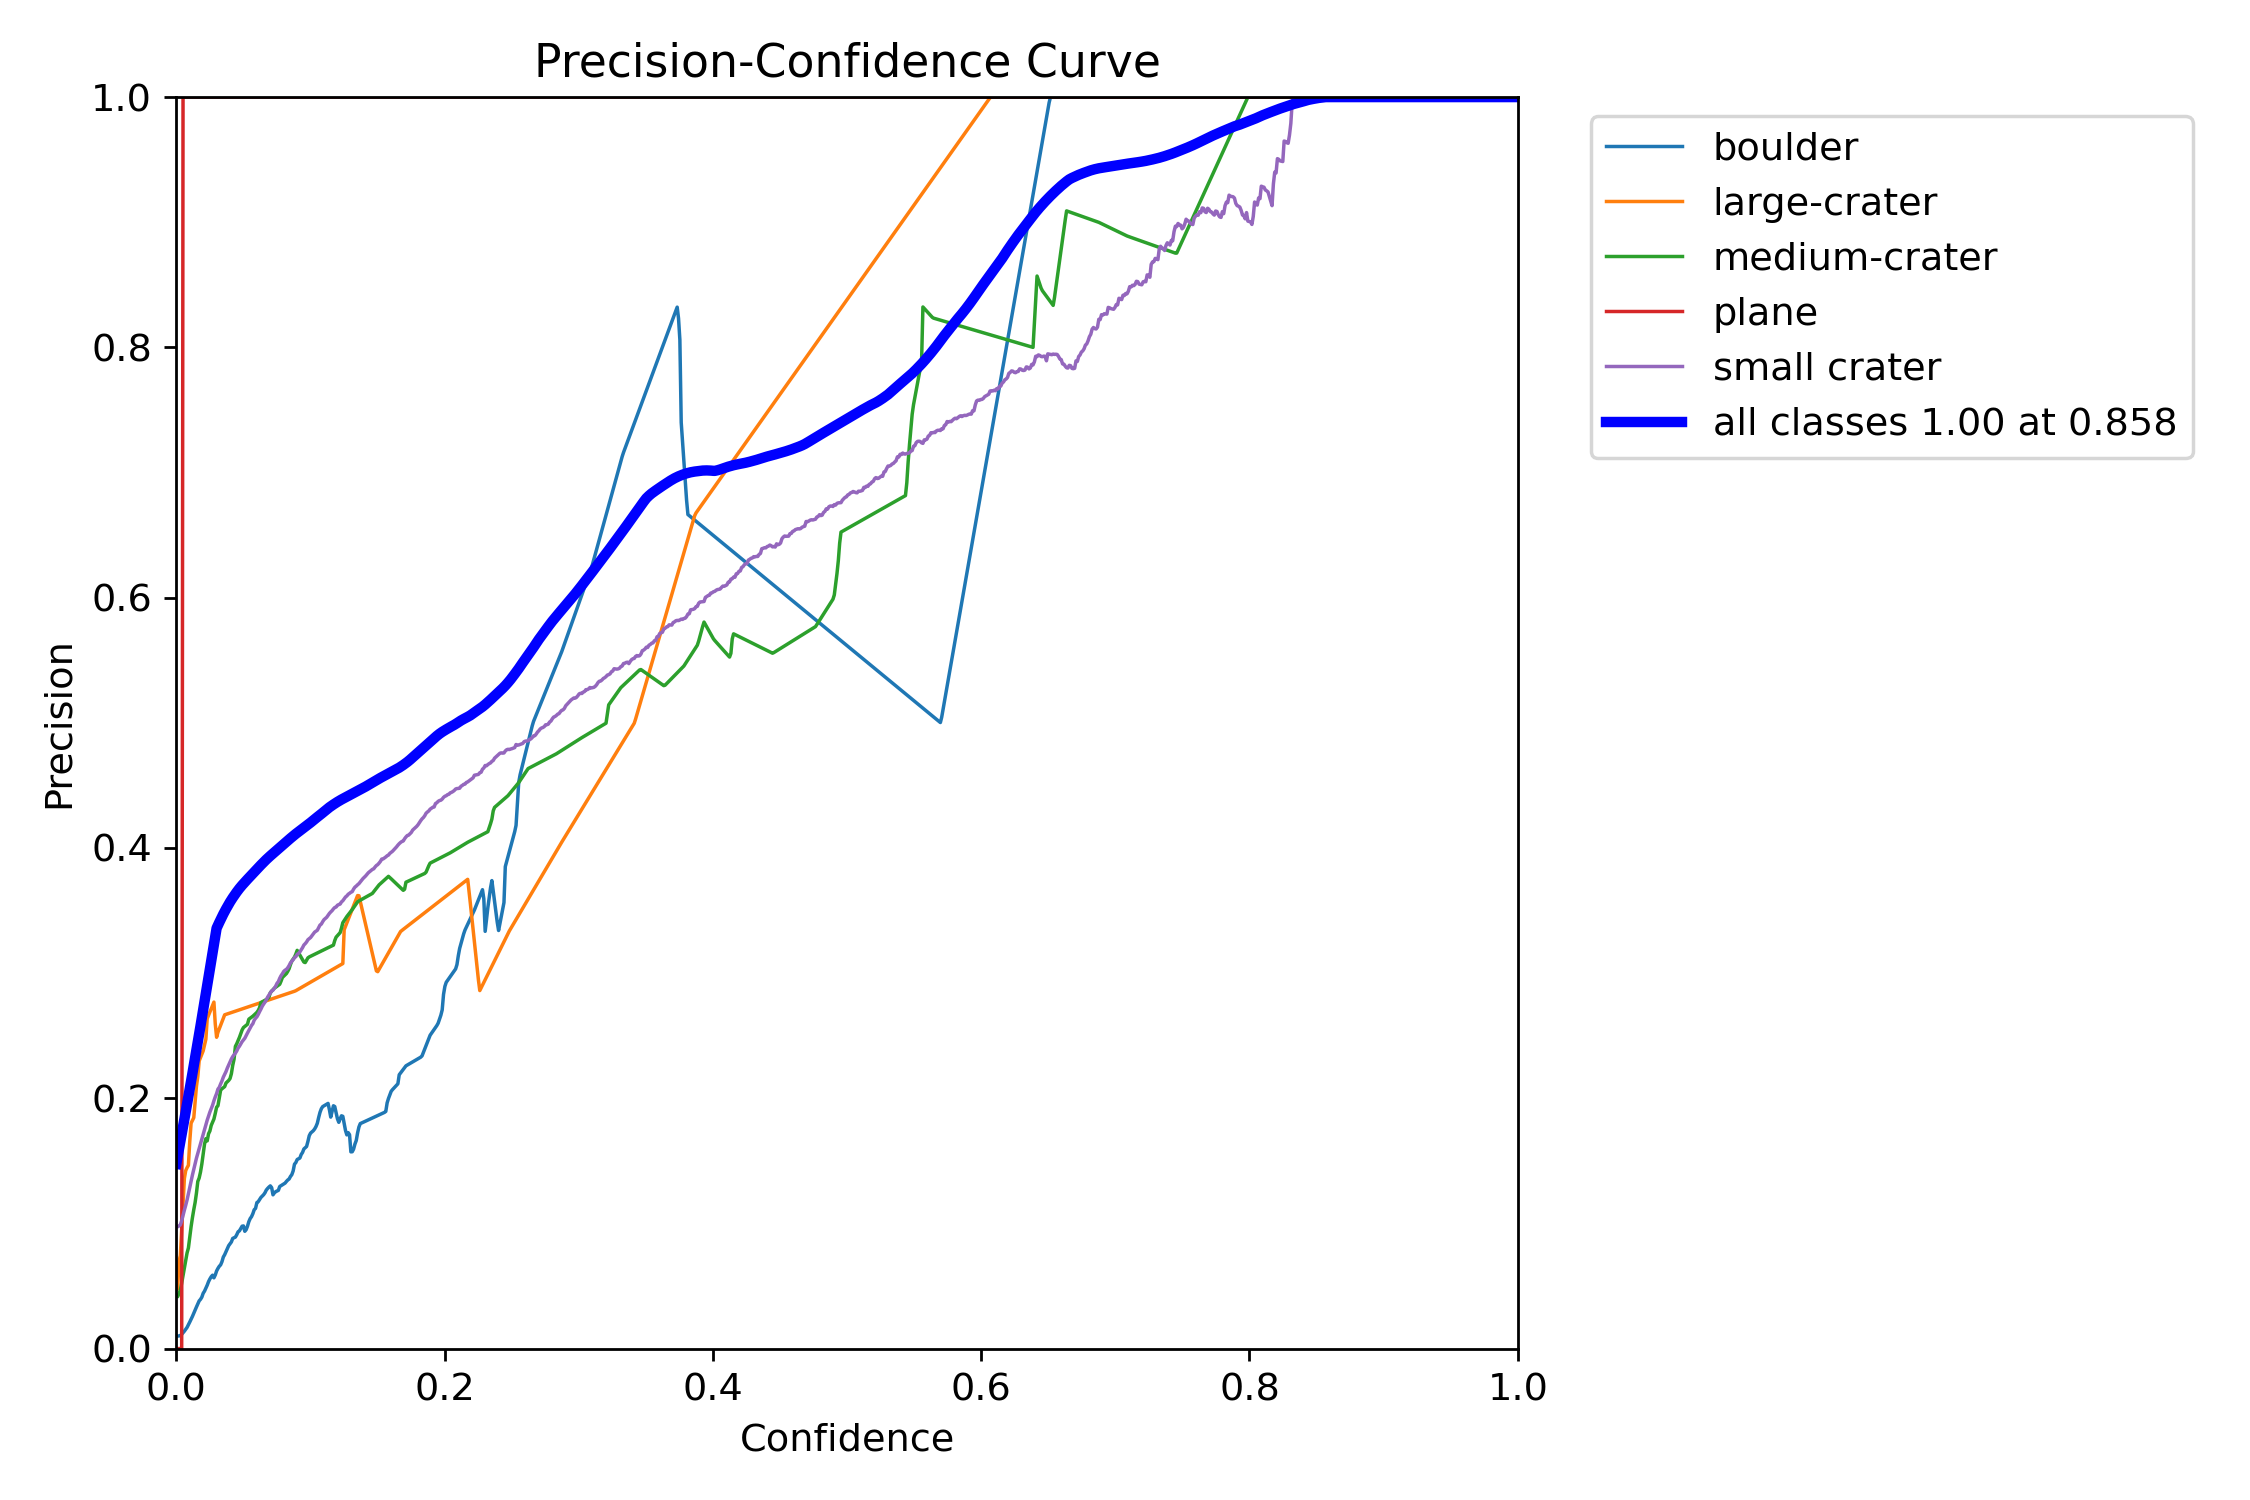 Precision-Confidence Curve
1.0
0.8
0.6
0.4
0.2
0.0
Precision
0.0 0.2 0.4 0.6 0.8 1.0
Confidence
boulder
large-crater
medium-crater
plane
small crater
all classes 1.00 at 0.858